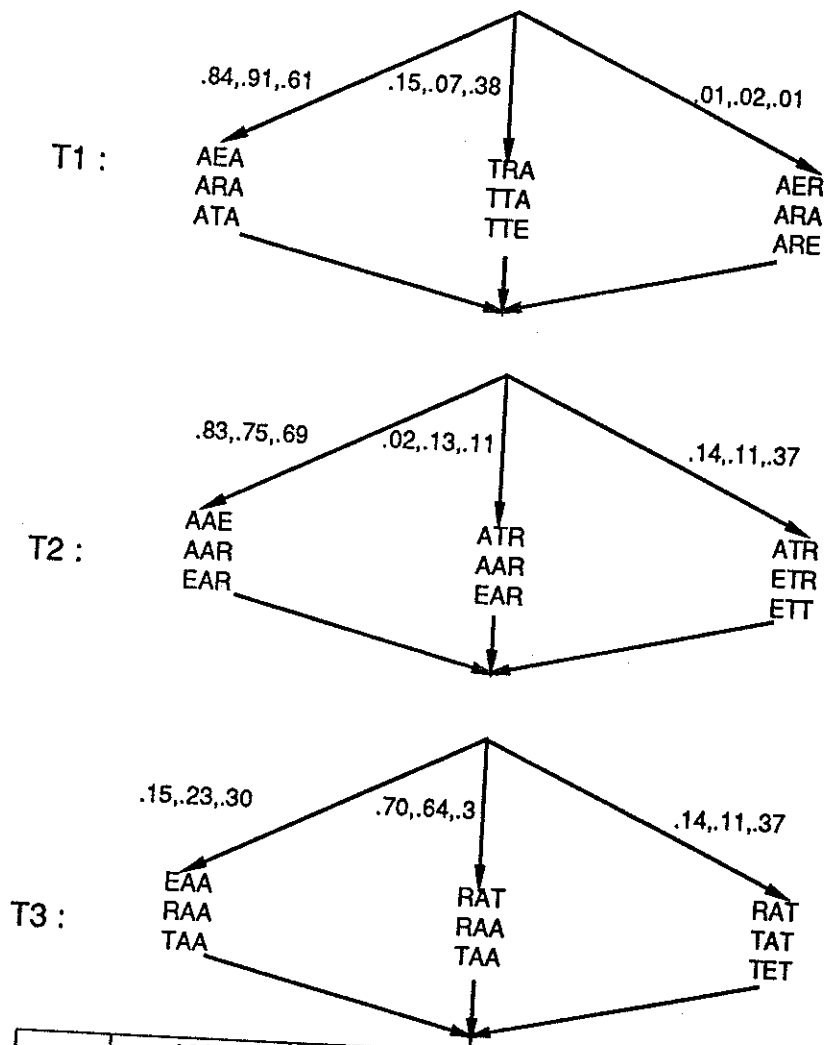 .84,.91,.61 .15,.07,.38 .01,.02,.01
T1 :
AEA TRA AER
ARA TTA ARA
ATA TTE ARE
.83,.75,.69 .02,.13,.11 .14,.11,.37
T2 :
AAE ATR ATR
AAR AAR ETR
EAR EAR ETT
.15,.23,.30 .70,.64,.3 .14,.11,.37
T3 :
EAA RAT RAT
RAA RAA TAT
TAA TAA TET